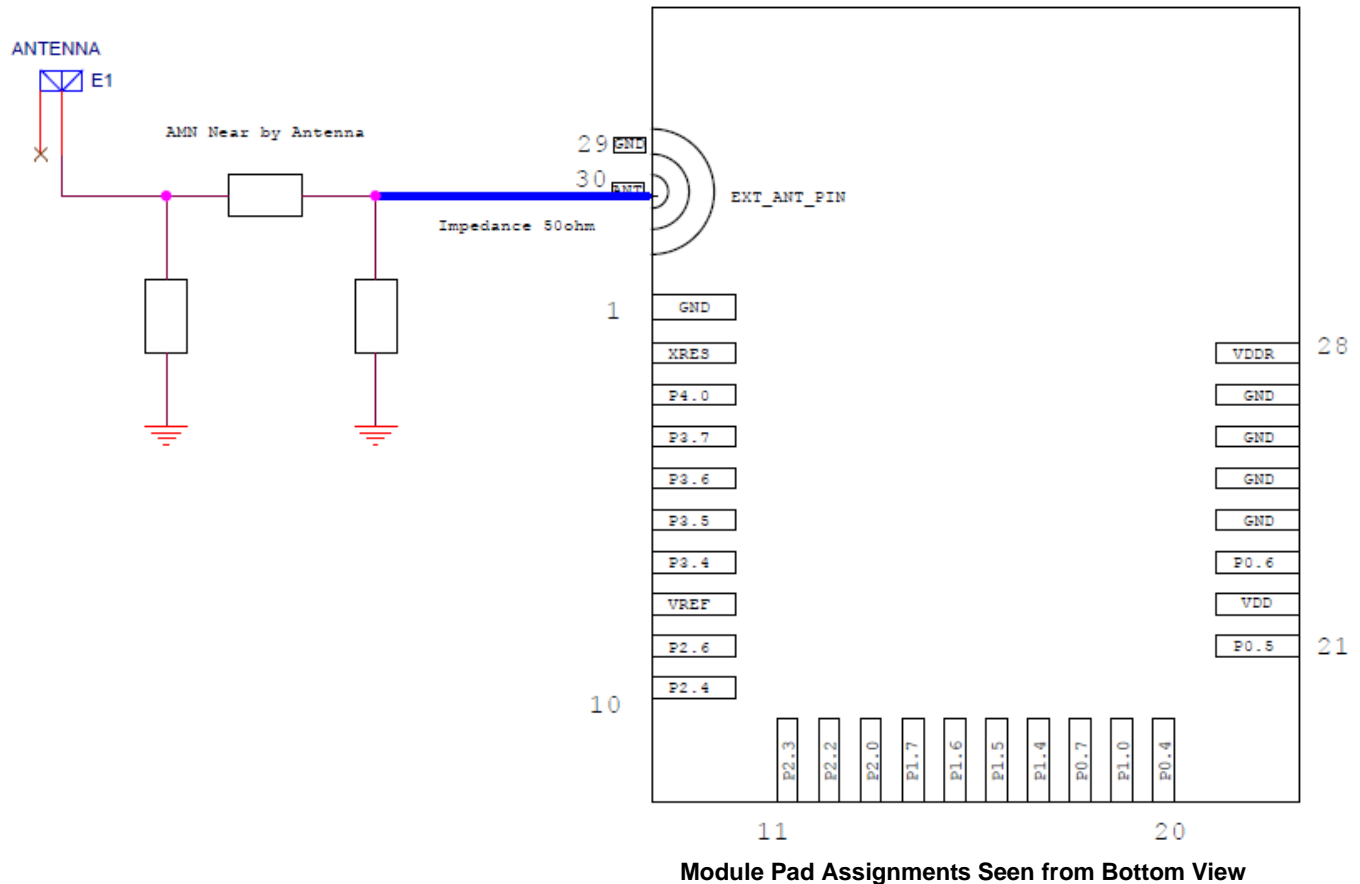 ANTENNA
E1
AMN Near by Antenna
29 GND
30 ANT
EXT_ANT_PIN
Impedance 50ohm
1 GND
XRES
VDDR 28
P4.0
GND
P3.7
GND
P3.6
GND
P3.5
GND
P3.4
P0.6
VREF
VDD
P2.6
P0.5 21
10 P2.4
P2.3
P2.2
P2.0
P1.7
P1.6
P1.5
P1.4
P0.7
P1.0
P0.4
11
20
Module Pad Assignments Seen from Bottom View